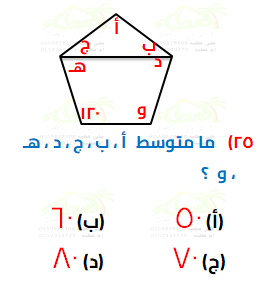 أ
ج ب
هـ د
١٢٠ و
٢٥) ما متوسط أ ، ب ، ج ، د ، هـ
، و ؟
(أ) ٥٠ (ب) ٦٠
(ج) ٧٠ (د) ٨٠